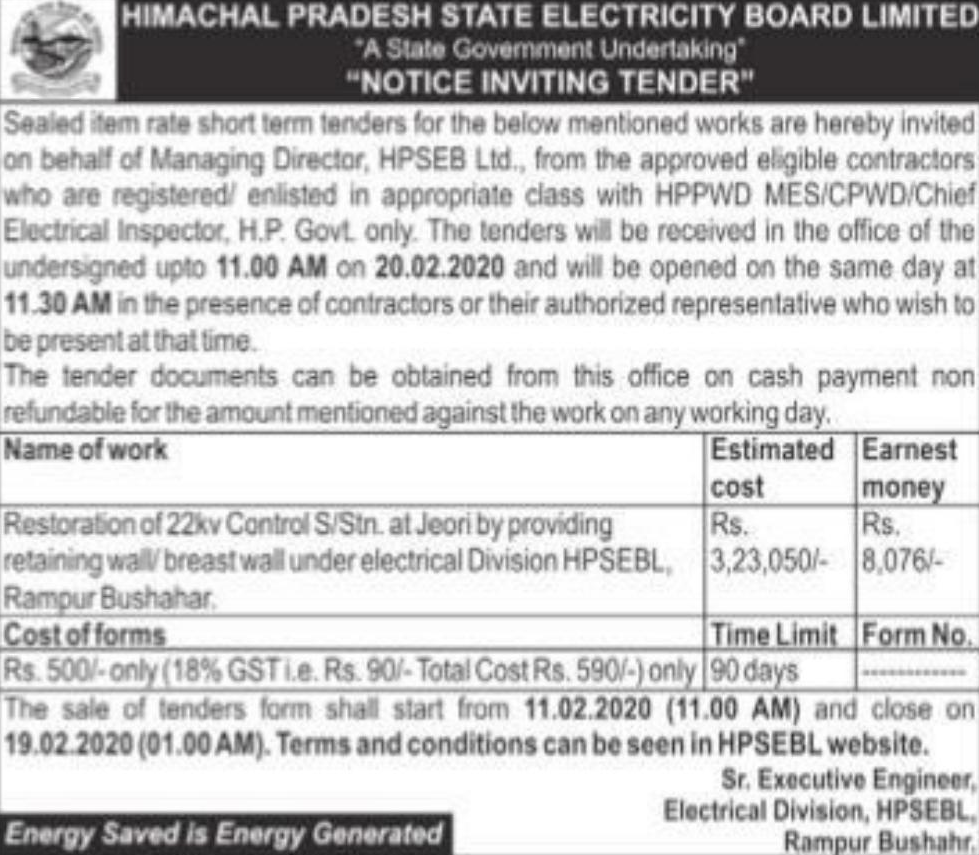 HIMACHAL PRADESH STATE ELECTRICITY BOARD LIMITED
"A State Government Undertaking"
"NOTICE INVITING TENDER"
Sealed item rate short term tenders for the below mentioned works are hereby invited
on behalf of Managing Director, HPSEB Ltd., from the approved eligible contractors
who are registered/ enlisted in appropriate class with HPPWD MES/CPWD/Chief
Electrical Inspector, H.P. Govt. only. The tenders will be received in the office of the
undersigned upto 11.00 AM on 20.02.2020 and will be opened on the same day at
11.30 AM in the presence of contractors or their authorized representative who wish to
be present at that time.
The tender documents can be obtained from this office on cash payment non
refundable for the amount mentioned against the work on any working day.
Name of work Estimated cost Earnest money
Restoration of 22kv Control S/Stn. at Jeori by providing
retaining wall/ breast wall under electrical Division HPSEBL,
Rampur Bushahar.
Rs. 3,23,050/-
Rs. 8,076/-
Cost of forms Time Limit Form No.
Rs. 500/- only (18% GST i.e. Rs. 90/- Total Cost Rs. 590/-) only 90 days ------------
The sale of tenders form shall start from 11.02.2020 (11.00 AM) and close on
19.02.2020 (01.00 AM). Terms and conditions can be seen in HPSEBL website.
Sr. Executive Engineer,
Electrical Division, HPSEBL,
Rampur Bushahr.
Energy Saved is Energy Generated